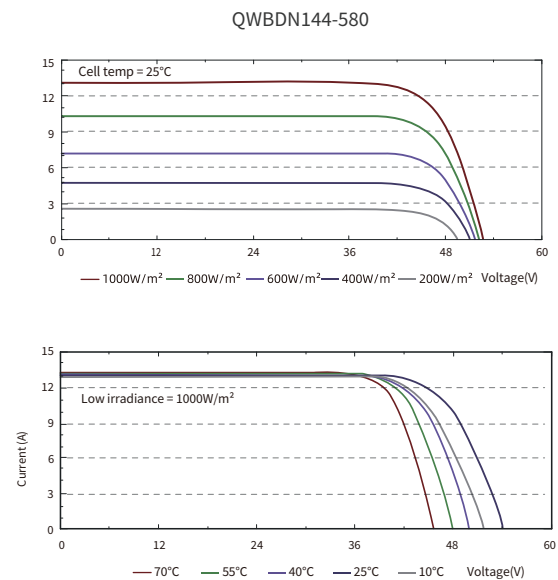 QWBDN144-580
15
Cell temp = 25℃
12
9
6
3
0
0 12 24 36 48 60
1000W/m² 800W/m² 600W/m² 400W/m² 200W/m² Voltage(V)
15
12
Low irradiance = 1000W/m²
9
6
3
0
Current (A)
0 12 24 36 48 60
70℃ 55℃ 40℃ 25℃ 10℃ Voltage(V)